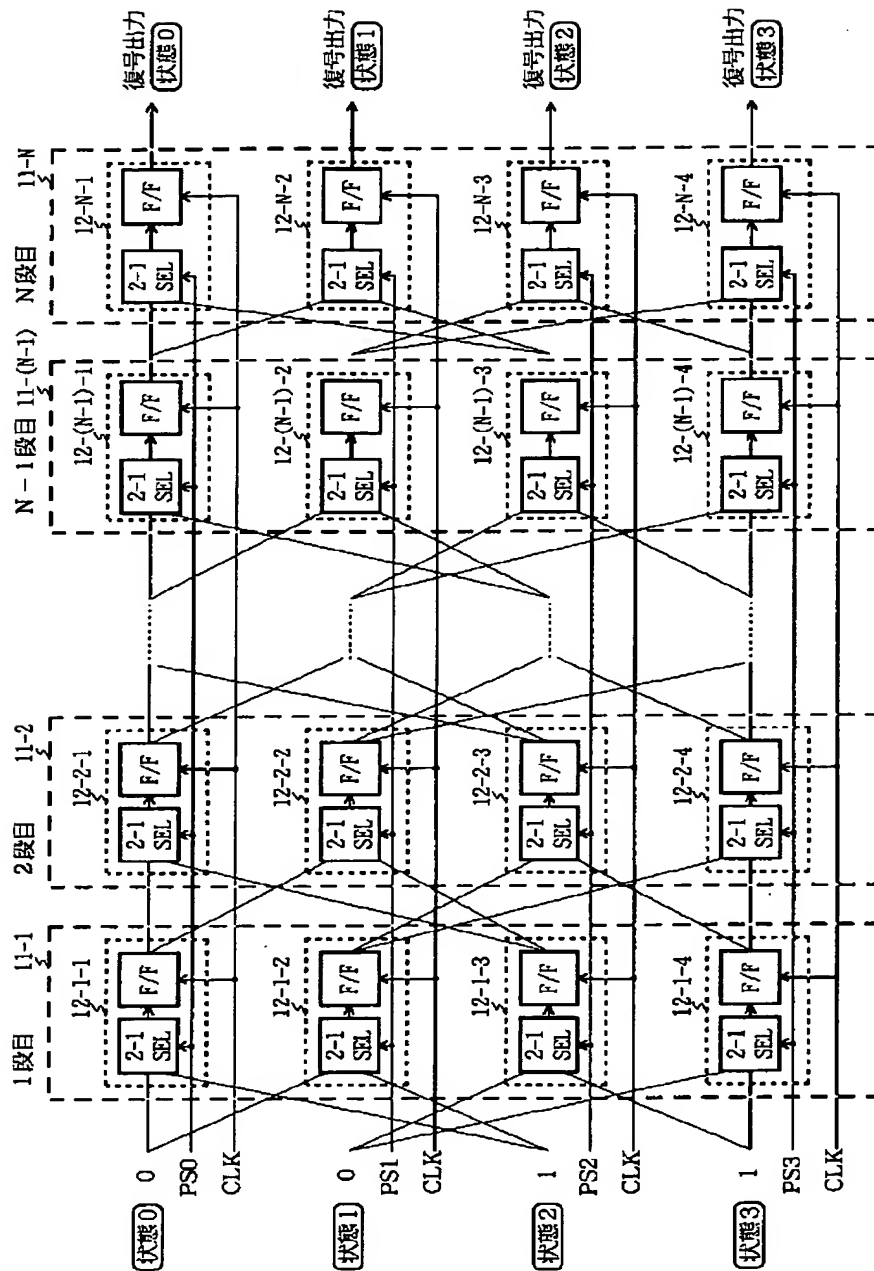 1段目 11-1
2段目 11-2
N-1段目 11-(N-1)
N段目 11-N
状態0 0
PS0
CLK
12-1-1
2-1 SEL
F/F
12-2-1
2-1 SEL
F/F
12-(N-1)-1
2-1 SEL
F/F
12-N-1
2-1 SEL
F/F
復号出力
状態0
状態1 0
PS1
CLK
12-1-2
2-1 SEL
F/F
12-2-2
2-1 SEL
F/F
12-(N-1)-2
2-1 SEL
F/F
12-N-2
2-1 SEL
F/F
復号出力
状態1
状態2 1
PS2
CLK
12-1-3
2-1 SEL
F/F
12-2-3
2-1 SEL
F/F
12-(N-1)-3
2-1 SEL
F/F
12-N-3
2-1 SEL
F/F
復号出力
状態2
状態3 1
PS3
CLK
12-1-4
2-1 SEL
F/F
12-2-4
2-1 SEL
F/F
12-(N-1)-4
2-1 SEL
F/F
12-N-4
2-1 SEL
F/F
復号出力
状態3